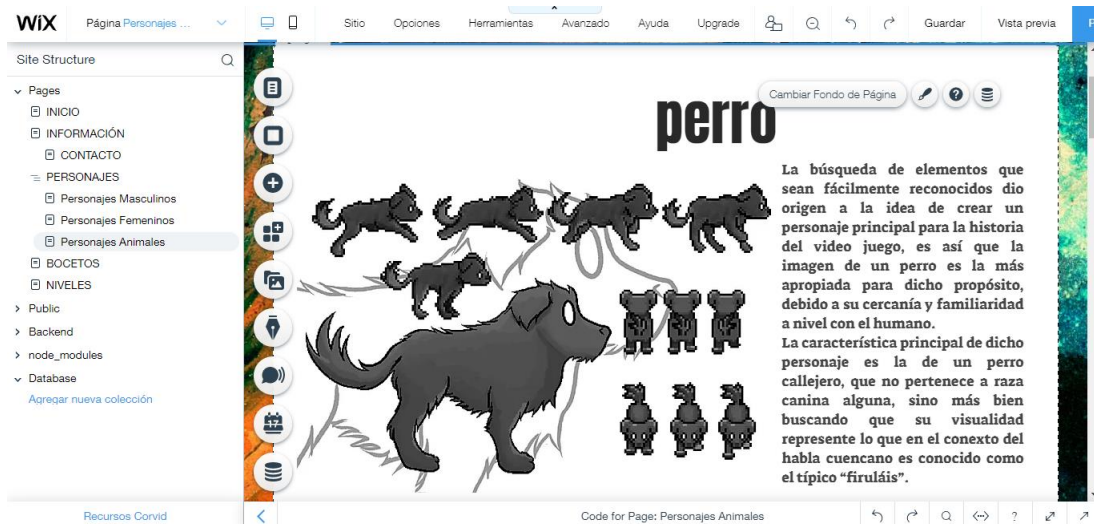 WiX
Página Personajes ...
Sitio
Opciones
Herramientas
Avanzado
Ayuda
Upgrade
Guardar
Vista previa
P
Site Structure
Pages
INICIO
INFORMACIÓN
CONTACTO
PERSONAJES
Personajes Masculinos
Personajes Femeninos
Personajes Animales
BOCETOS
NIVELES
Public
Backend
node_modules
Database
Agregar nueva colección
Recursos Corvid
Cambiar Fondo de Página
?
17
perro
La búsqueda de elementos que
sean fácilmente reconocidos dio
origen a la idea de crear un
personaje principal para la historia
del video juego, es así que la
imagen de un perro es la más
apropiada para dicho propósito,
debido a su cercanía y familiaridad
a nivel con el humano.
La característica principal de dicho
personaje es la de un perro
callejero, que no pertenece a raza
canina alguna, sino más bien
buscando que su visualidad
represente lo que en el conexto del
habla cuencano es conocido como
el típico “firuláis”.
Code for Page: Personajes Animales
?